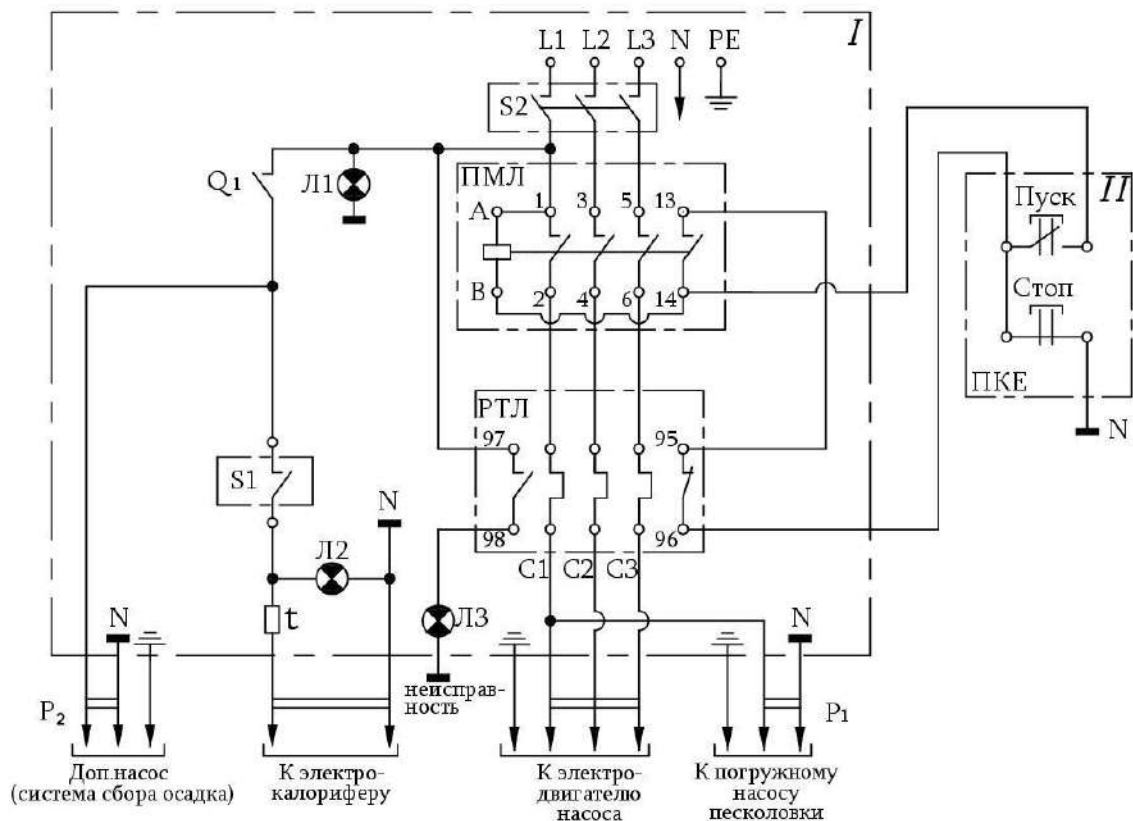 I
L1 L2 L3 N PE
S2
Q1
Л1
ПМЛ
A 1 3 5 13
B 2 4 6 14
II
Пуск
Стоп
ПКЕ
N
РТЛ
97 95
98 96
S1
N
Л2
t
C1 C2 C3
Л3
неисправ-
ность
N
N
P2
P1
Доп.насос
(система сбора осадка)
К электро-
калориферу
К электро-
двигателю
насоса
К погружному
насосу
песколовки